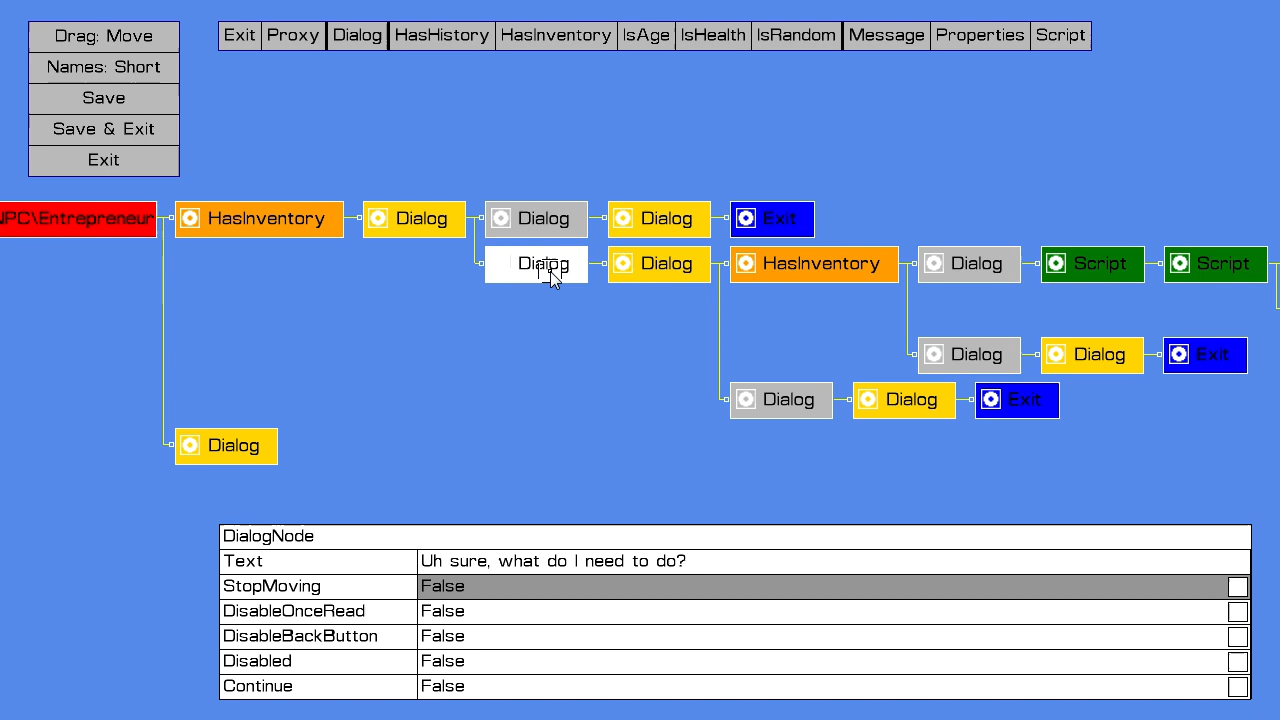 Drag: Move
Names: Short
Save
Save & Exit
Exit
Exit Proxy Dialog HasHistory HasInventory IsAge IsHealth IsRandom Message Properties Script
NPC\Entrepreneur HasInventory Dialog Dialog Dialog Exit
Dialog Dialog HasInventory Dialog Script Script
Dialog Dialog Exit
Dialog Dialog Exit
Dialog
DialogNode
Text Uh sure, what do I need to do?
StopMoving False
DisableOnceRead False
DisableBackButton False
Disabled False
Continue False